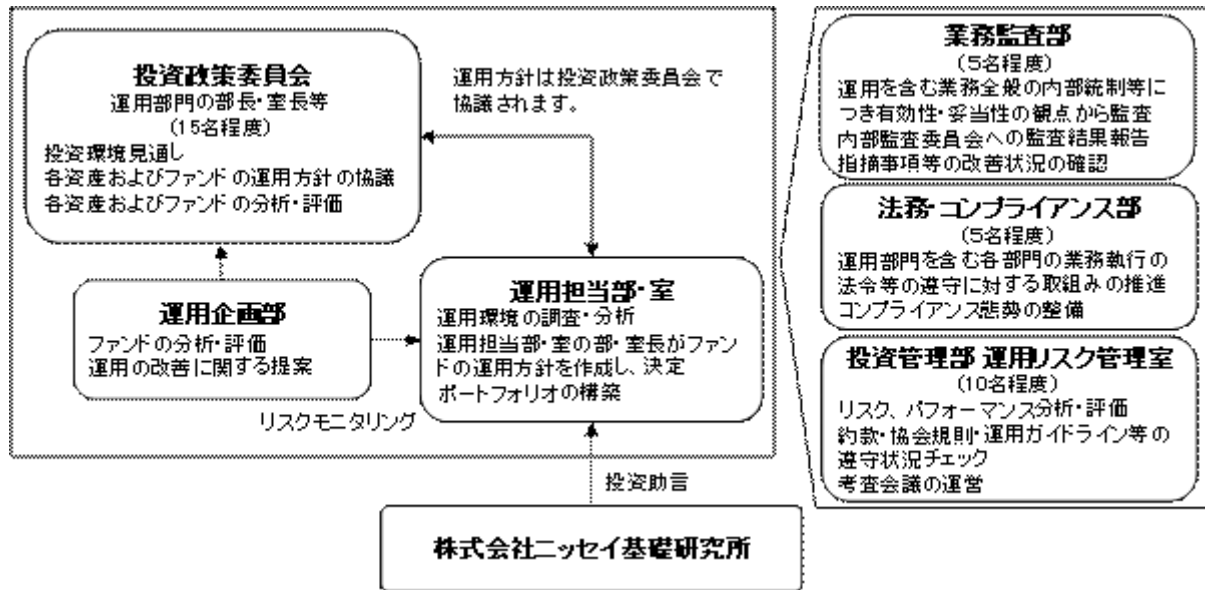 投資政策委員会
運用部門の部長・室長等
(15名程度)
投資環境見通し
各資産およびファンドの運用方針の協議
各資産およびファンドの分析・評価
運用方針は投資政策委員会で
協議されます。
運用企画部
ファンドの分析・評価
運用の改善に関する提案
リスクモニタリング
運用担当部・室
運用環境の調査・分析
運用担当部・室の部・室長がファン
ドの運用方針を作成し、決定
ポートフォリオの構築
投資助言
株式会社ニッセイ基礎研究所
業務監査部
(5名程度)
運用を含む業務全般の内部統制等に
つき有効性・妥当性の観点から監査
内部監査委員会への監査結果報告
指摘事項等の改善状況の確認
法務・コンプライアンス部
(5名程度)
運用部門を含む各部門の業務執行の
法令等の遵守に対する取組みの推進
コンプライアンス態勢の整備
投資管理部 運用リスク管理室
(10名程度)
リスク、パフォーマンス分析・評価
約款・協会規則・運用ガイドライン等の
遵守状況チェック
考査会議の運営